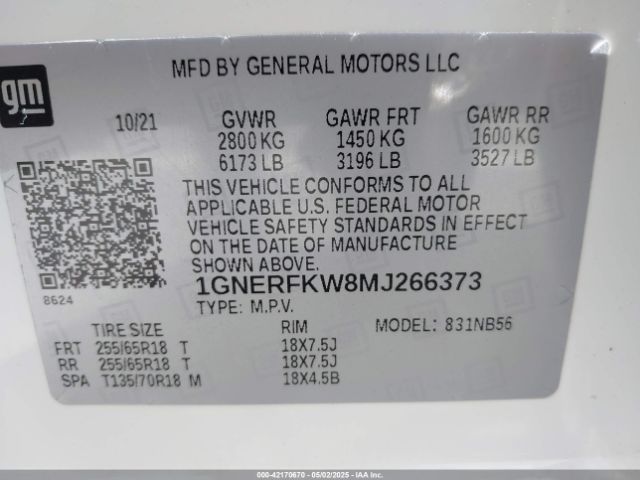 gm
MFD BY GENERAL MOTORS LLC
10/21 GVWR GAWR FRT GAWR RR
2800 KG 1450 KG 1600 KG
6173 LB 3196 LB 3527 LB
THIS VEHICLE CONFORMS TO ALL
APPLICABLE U.S. FEDERAL MOTOR
VEHICLE SAFETY STANDARDS IN EFFECT
ON THE DATE OF MANUFACTURE
SHOWN ABOVE.
8624
1GNERFKW8MJ266373
TYPE: M.P.V.
TIRE SIZE RIM MODEL: 831NB56
FRT 255/65R18 T 18X7.5J
RR 255/65R18 T 18X7.5J
SPA T135/70R18 M 18X4.5B
000-42170670 - 05/02/2025 - IAAI.COM